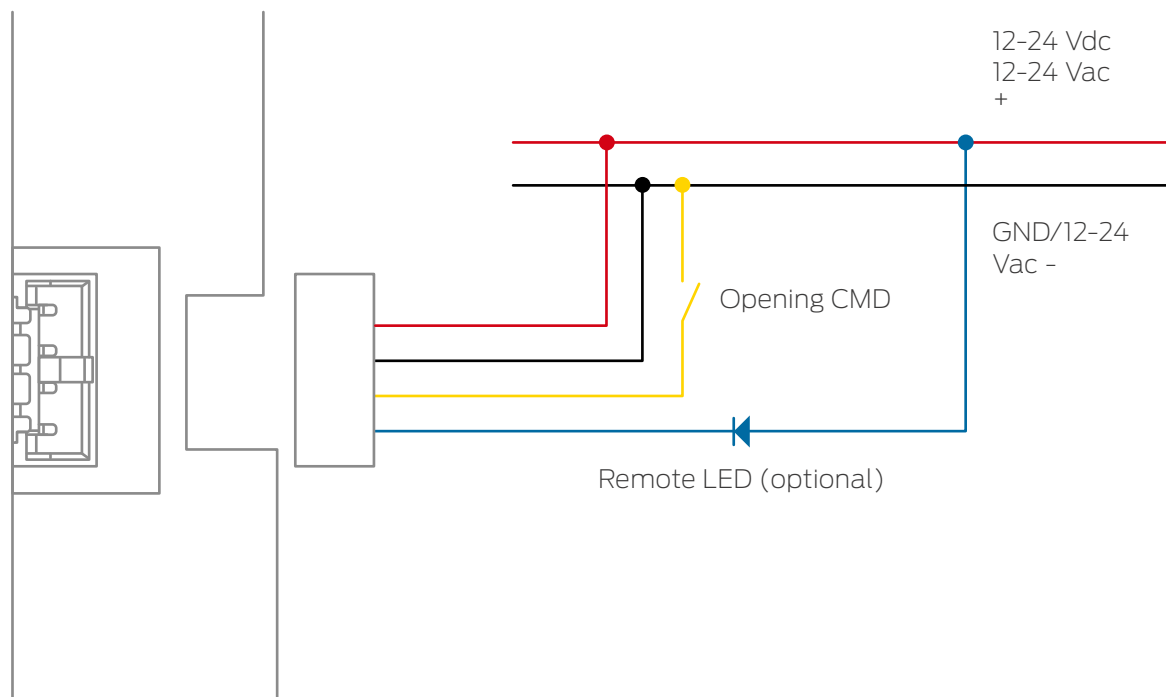 12-24 Vdc
12-24 Vac
+
GND/12-24
Vac -
Opening CMD
Remote LED (optional)